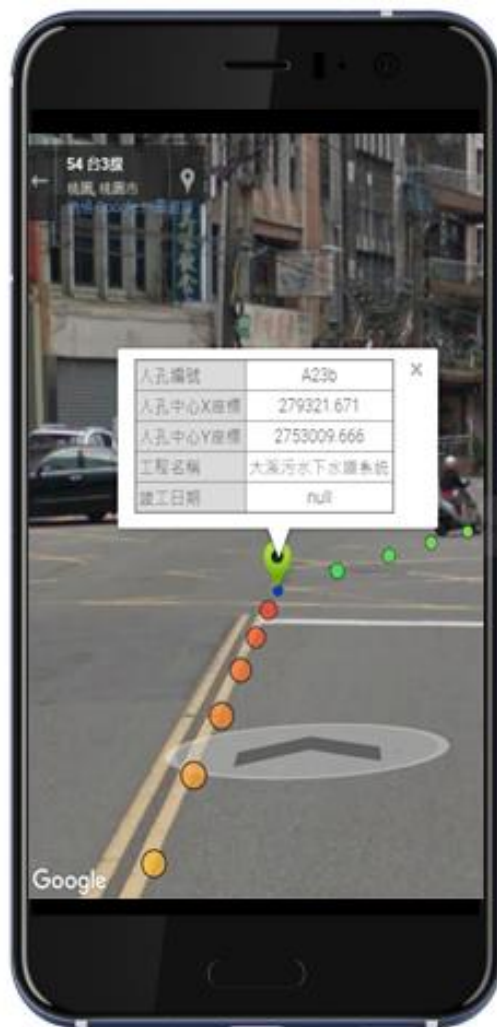 54 台3線
桃園, 桃園市
人孔編號 A23b
人孔中心X座標 279321.671
人孔中心Y座標 2753009.666
工程名稱 大溪污水下水道系統
竣工日期 null
Google